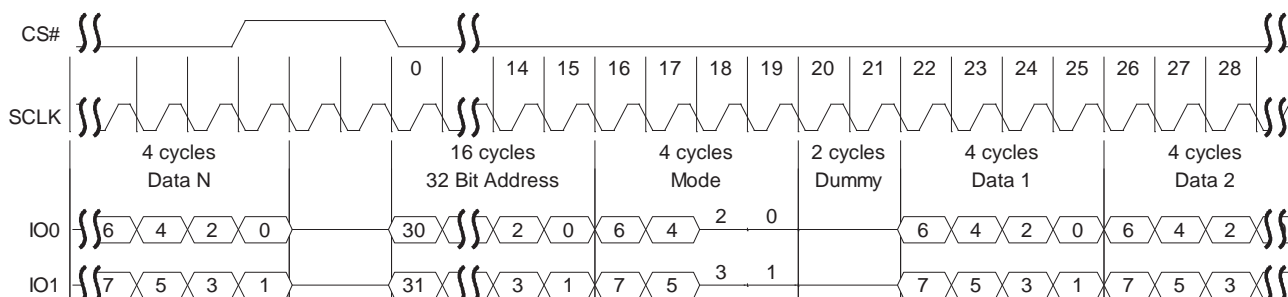 CS#
0 14 15 16 17 18 19 20 21 22 23 24 25 26 27 28
SCLK
4 cycles 16 cycles 4 cycles 2 cycles 4 cycles 4 cycles
Data N 32 Bit Address Mode Dummy Data 1 Data 2
IO0 6 4 2 0 30 2 0 6 4 2 0 6 4 2 0 6 4 2
IO1 7 5 3 1 31 3 1 7 5 3 1 7 5 3 1 7 5 3